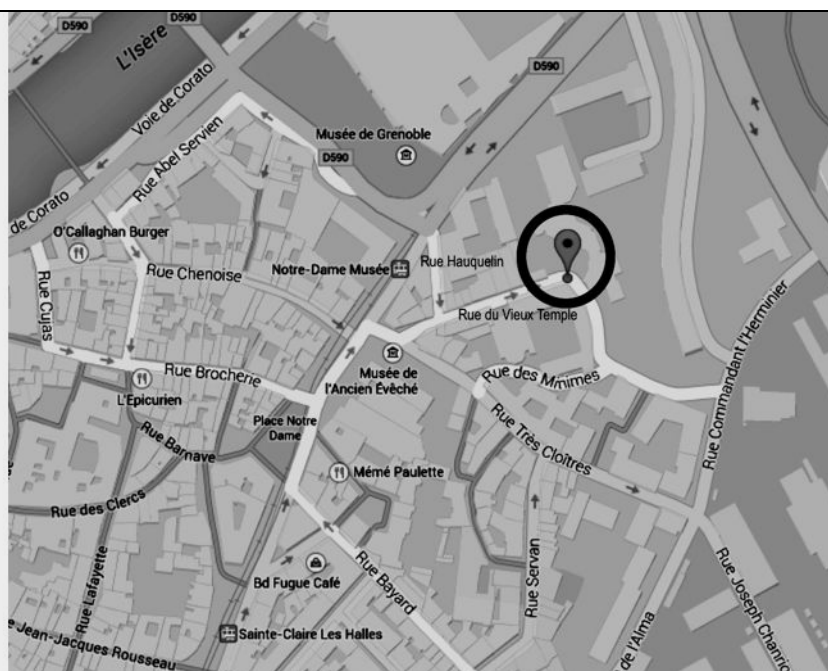 D590
L'Isère
D590
Voie de Corato
D590
Musée de Grenoble
Rue Abel Servien
D590
de Corato
O'Callaghan Burger
Rue Chenoise
Notre-Dame Musée
Rue Hauquelin
Rue Cujas
Rue du Vieux Temple
Rue Commandant l'Herminier
Rue Brocherie
Musée de
l'Ancien Évêché
Rue des Minimes
L'Epicurien
Place Notre
Dame
Rue Barnave
Rue Très Cloîtres
Mémé Paulette
Rue des Clercs
Rue Lafayette
Bd Fugue Café
Rue Bayard
Rue Servan
Rue Joseph Chanrion
de l'Alma
Sainte-Claire Les Halles
e Jean-Jacques Rousseau